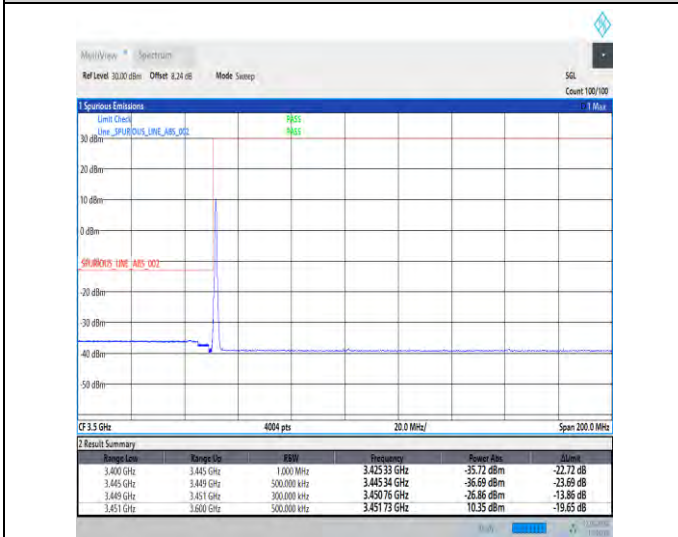 MultiView Spectrum
Ref Level 30.00 dBm Offset 8.24 dB Mode Sweep SGL
Count 100/100
1 Spurious Emissions 1 Max
Limit Check PASS
Line _SPURIOUS_LINE_ABS_002 PASS
30 dBm
20 dBm
10 dBm
0 dBm
_SPURIOUS_LINE_ABS_002
-20 dBm
-30 dBm
-40 dBm
-50 dBm
CF 3.5 GHz 4004 pts 20.0 MHz/ Span 200.0 MHz
2 Result Summary
Range Low Range Up RBW Frequency Power Abs ΔLimit
3.400 GHz 3.445 GHz 1.000 MHz 3.425 33 GHz -35.72 dBm -22.72 dB
3.445 GHz 3.449 GHz 500.000 kHz 3.445 34 GHz -36.69 dBm -23.69 dB
3.449 GHz 3.451 GHz 300.000 kHz 3.450 76 GHz -26.86 dBm -13.86 dB
3.451 GHz 3.600 GHz 500.000 kHz 3.451 73 GHz 10.35 dBm -19.65 dB